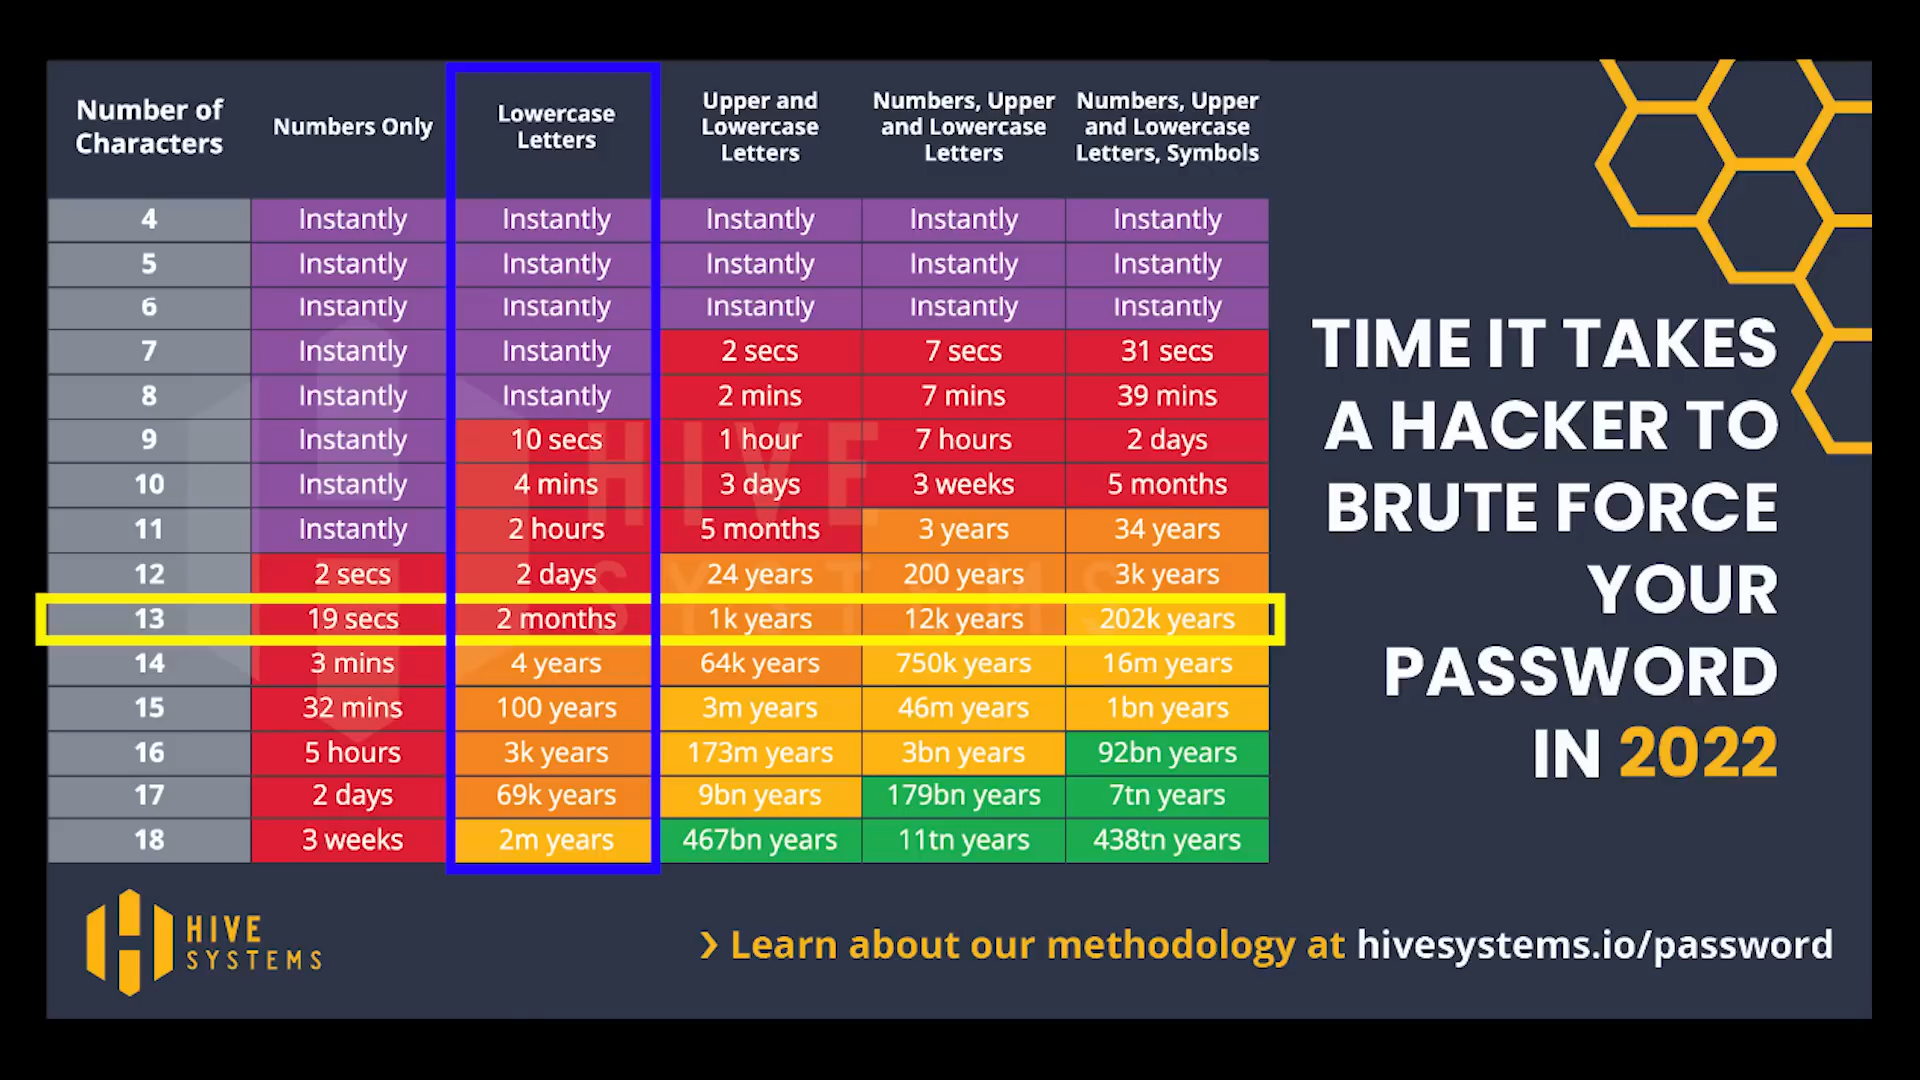 Number of Characters Numbers Only Lowercase Letters Upper and Lowercase Letters Numbers, Upper and Lowercase Letters Numbers, Upper and Lowercase Letters, Symbols
4 Instantly Instantly Instantly Instantly Instantly
5 Instantly Instantly Instantly Instantly Instantly
6 Instantly Instantly Instantly Instantly Instantly
7 Instantly Instantly 2 secs 7 secs 31 secs
8 Instantly Instantly 2 mins 7 mins 39 mins
9 Instantly 10 secs 1 hour 7 hours 2 days
10 Instantly 4 mins 3 days 3 weeks 5 months
11 Instantly 2 hours 5 months 3 years 34 years
12 2 secs 2 days 24 years 200 years 3k years
13 19 secs 2 months 1k years 12k years 202k years
14 3 mins 4 years 64k years 750k years 16m years
15 32 mins 100 years 3m years 46m years 1bn years
16 5 hours 3k years 173m years 3bn years 92bn years
17 2 days 69k years 9bn years 179bn years 7tn years
18 3 weeks 2m years 467bn years 11tn years 438tn years
HIVE
SYSTEMS
TIME IT TAKES
A HACKER TO
BRUTE FORCE
YOUR
PASSWORD
IN 2022
HIVE
SYSTEMS
› Learn about our methodology at hivesystems.io/password